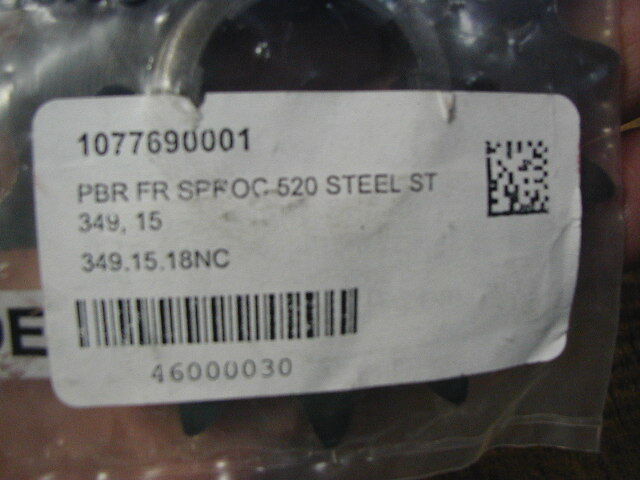 1077690001
PBR FR SPROC 520 STEEL ST
349, 15
349.15.18NC
46000030